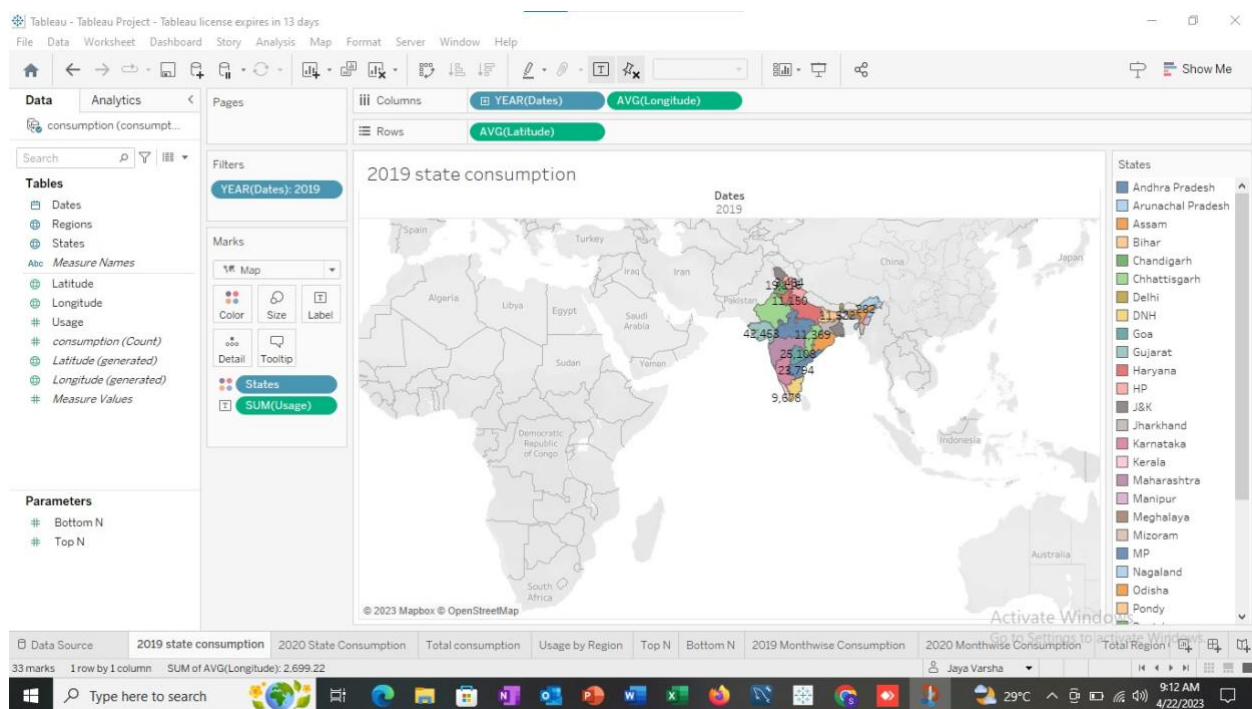 Tableau - Tableau Project - Tableau license expires in 13 days
File Data Worksheet Dashboard Story Analysis Map Format Server Window Help
Show Me
Data Analytics
consumption (consumpt...
Search
Tables
Dates
Regions
States
Abc Measure Names
Latitude
Longitude
# Usage
# consumption (Count)
Latitude (generated)
Longitude (generated)
# Measure Values
Parameters
# Bottom N
# Top N
Pages
Filters
YEAR(Dates): 2019
Marks
Map
Color Size Label
Detail Tooltip
States
SUM(Usage)
iii Columns YEAR(Dates) AVG(Longitude)
Rows AVG(Latitude)
2019 state consumption
Dates
2019
Spain
Turkey
China
Japan
Iraq
Iran
Algeria
Libya
Egypt
Pakistan
Saudi
Arabia
11,150
42,453
11,369
25,108
23,794
9,678
Sudan
Yemen
Democratic
Republic
of Congo
Indonesia
Australia
South
Africa
© 2023 Mapbox © OpenStreetMap
States
Andhra Pradesh
Arunachal Pradesh
Assam
Bihar
Chandigarh
Chhattisgarh
Delhi
DNH
Goa
Gujarat
Haryana
HP
J&K
Jharkhand
Karnataka
Kerala
Maharashtra
Manipur
Meghalaya
Mizoram
MP
Nagaland
Odisha
Pondy
Activate Windows
Go to Settings to activate Windows.
Data Source 2019 state consumption 2020 State Consumption Total consumption Usage by Region Top N Bottom N 2019 Monthwise Consumption 2020 Monthwise Consumption Total Region
33 marks 1 row by 1 column SUM of AVG(Longitude): 2,699.22 Jaya Varsha
Type here to search
29°C
9:12 AM
4/22/2023